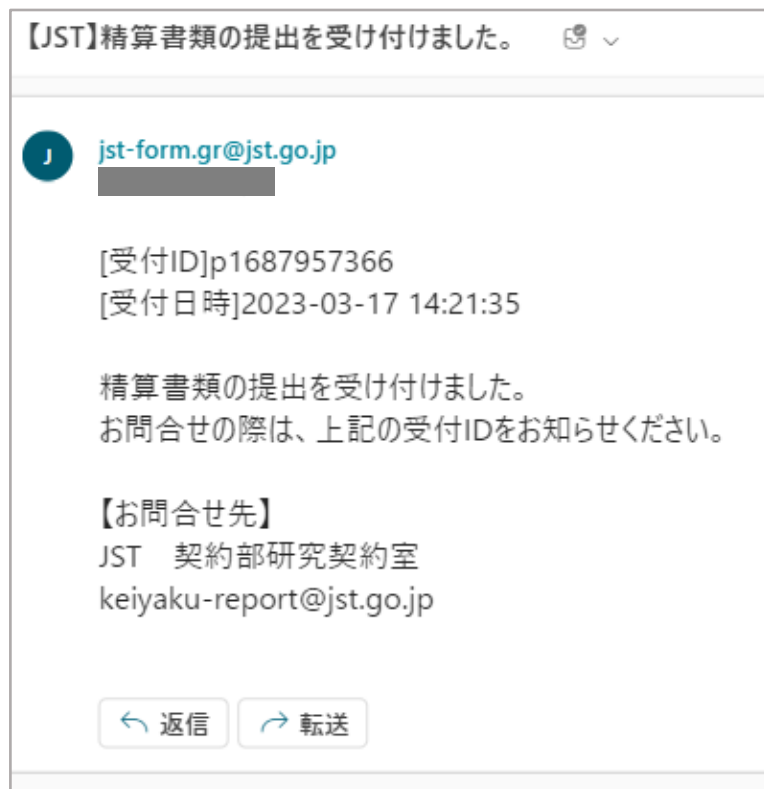 【JST】精算書類の提出を受け付けました。
J
jst-form.gr@jst.go.jp
[受付ID]p1687957366
[受付日時]2023-03-17 14:21:35
精算書類の提出を受け付けました。
お問合せの際は、上記の受付IDをお知らせください。
【お問合せ先】
JST　契約部研究契約室
keiyaku-report@jst.go.jp
返信 転送